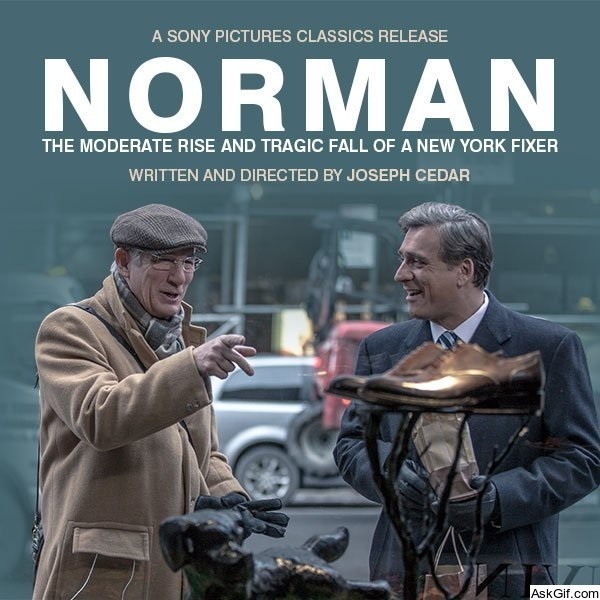 A SONY PICTURES CLASSICS RELEASE
NORMAN
THE MODERATE RISE AND TRAGIC FALL OF A NEW YORK FIXER
WRITTEN AND DIRECTED BY JOSEPH CEDAR
AskGif.com